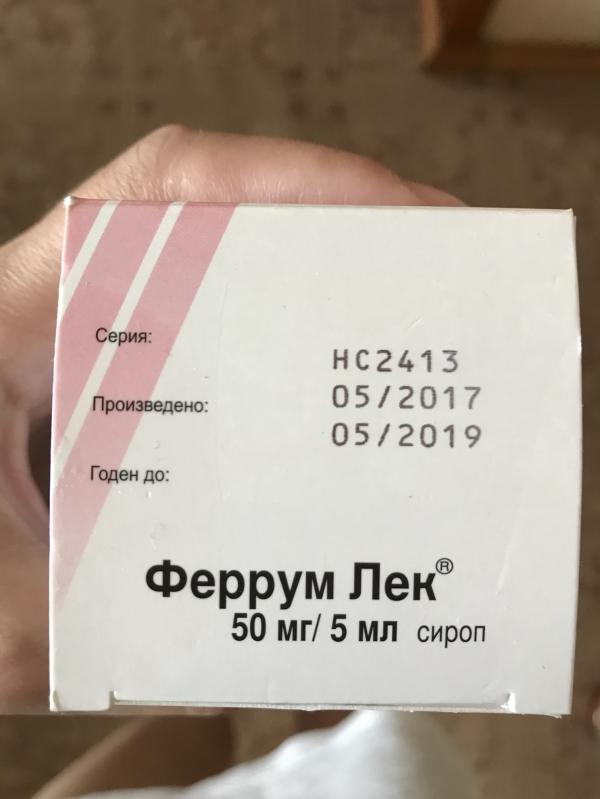 Серия:
HC2413
Произведено:
05/2017
05/2019
Годен до:
Феррум Лек®
50 мг/ 5 мл сироп